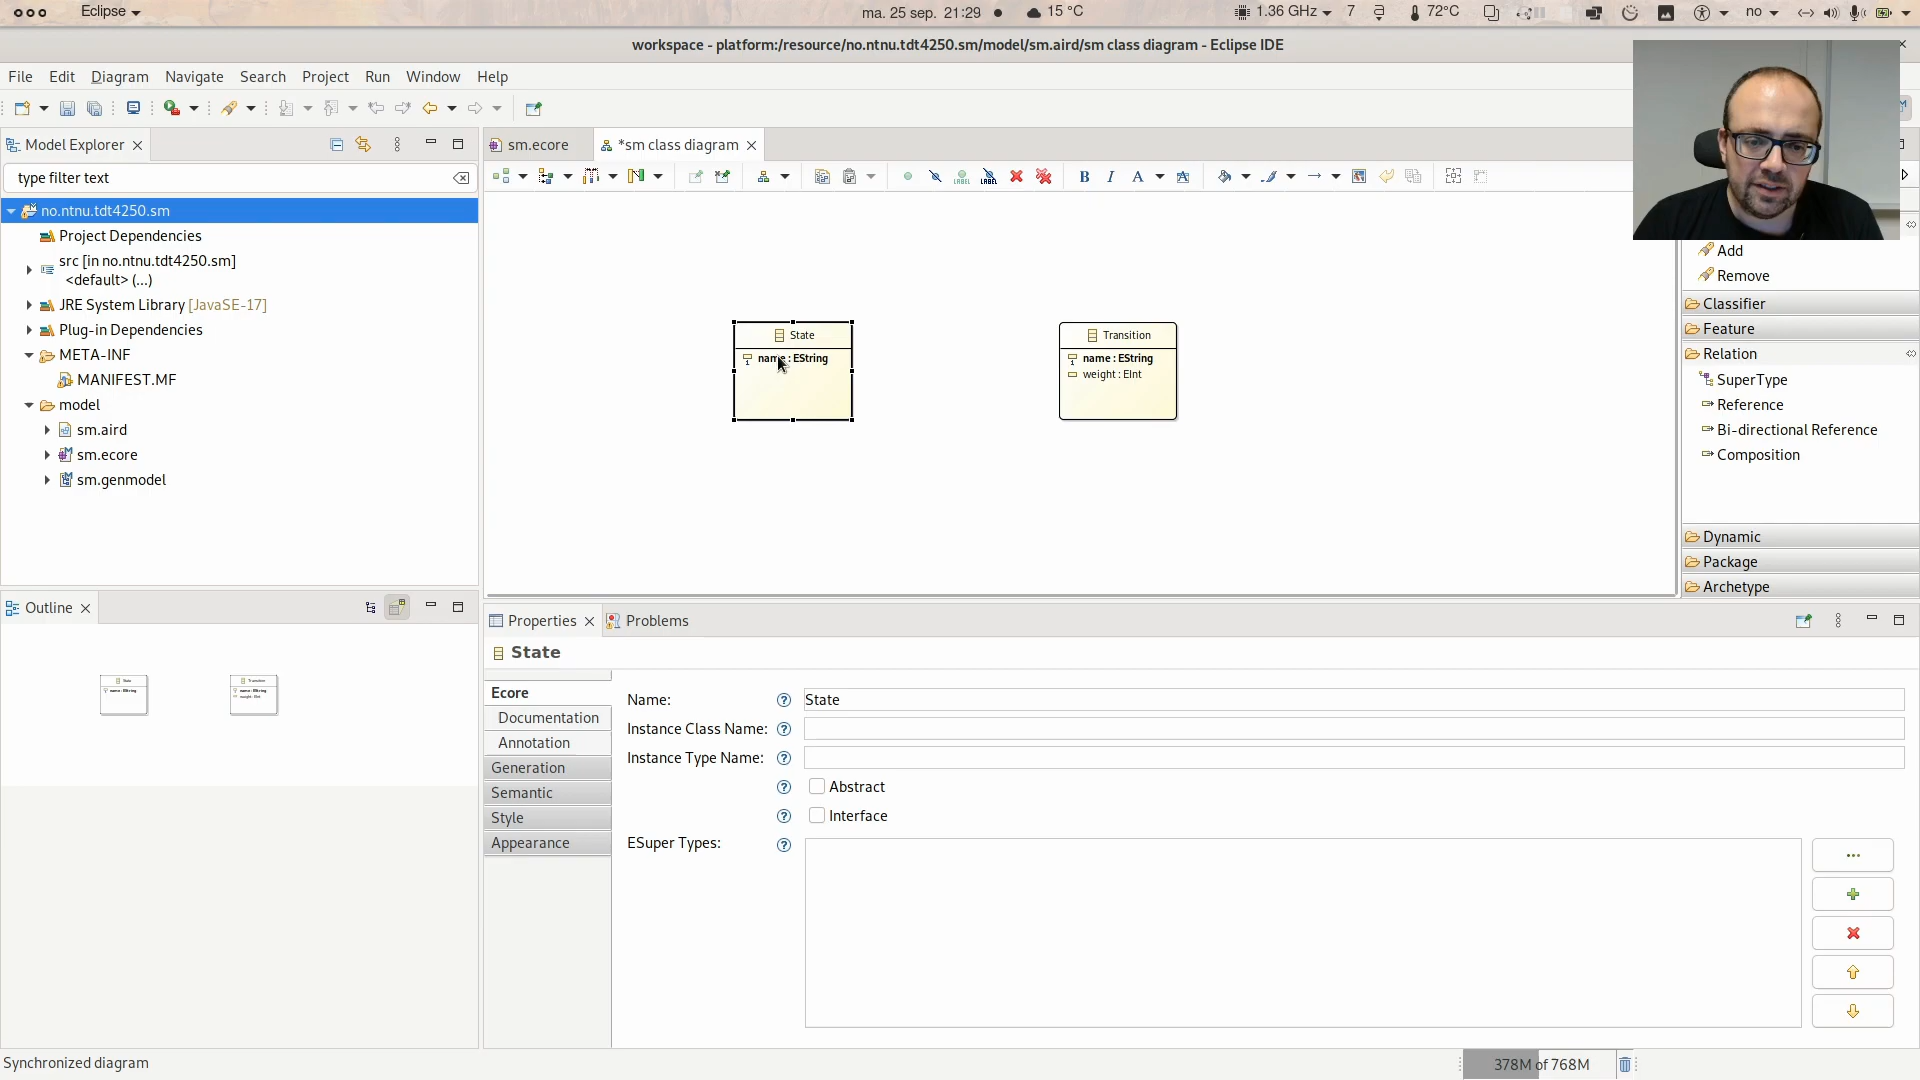 Eclipse
ma. 25 sep. 21:29
15 °C
1.36 GHz
7
72°C
no
workspace - platform:/resource/no.ntnu.tdt4250.sm/model/sm.aird/sm class diagram - Eclipse IDE
File Edit Diagram Navigate Search Project Run Window Help
Model Explorer
sm.ecore
*sm class diagram
type filter text
no.ntnu.tdt4250.sm
Project Dependencies
src [in no.ntnu.tdt4250.sm]
<default> (...)
JRE System Library [JavaSE-17]
Plug-in Dependencies
META-INF
MANIFEST.MF
model
sm.aird
sm.ecore
sm.genmodel
State
name : EString
Transition
name : EString
weight : EInt
Add
Remove
Classifier
Feature
Relation
SuperType
Reference
Bi-directional Reference
Composition
Dynamic
Package
Archetype
Outline
Properties
Problems
State
Ecore
Documentation
Annotation
Generation
Semantic
Style
Appearance
Name:
State
Instance Class Name:
Instance Type Name:
Abstract
Interface
ESuper Types:
Synchronized diagram
378M of 768M